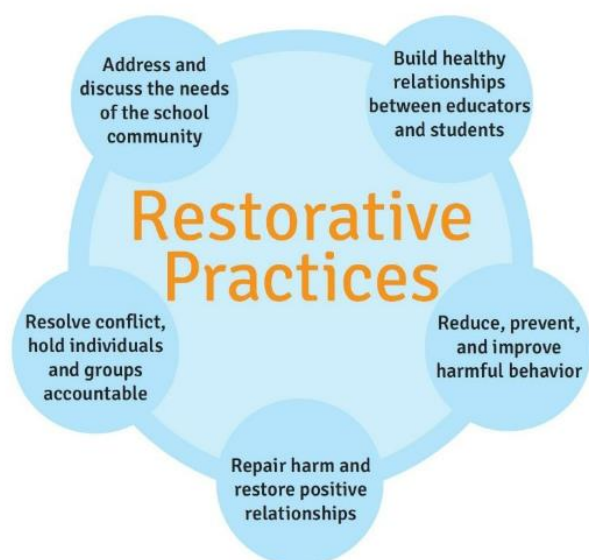 Address and
discuss the needs
of the school
community
Build healthy
relationships
between educators
and students
Restorative
Practices
Resolve conflict,
hold individuals
and groups
accountable
Reduce, prevent,
and improve
harmful behavior
Repair harm and
restore positive
relationships